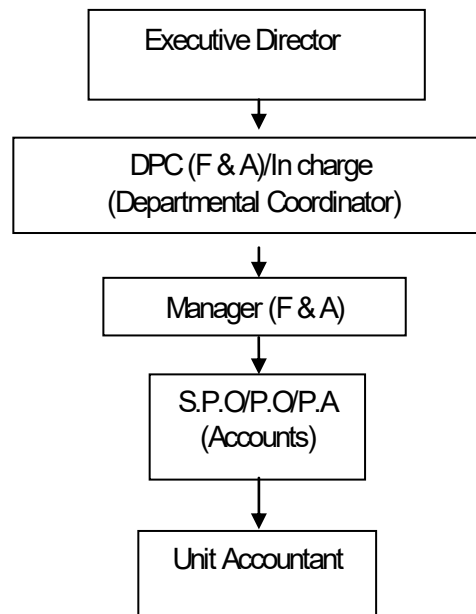 Executive Director
DPC (F & A)/In charge
(Departmental Coordinator)
Manager (F & A)
S.P.O/P.O/P.A
(Accounts)
Unit Accountant